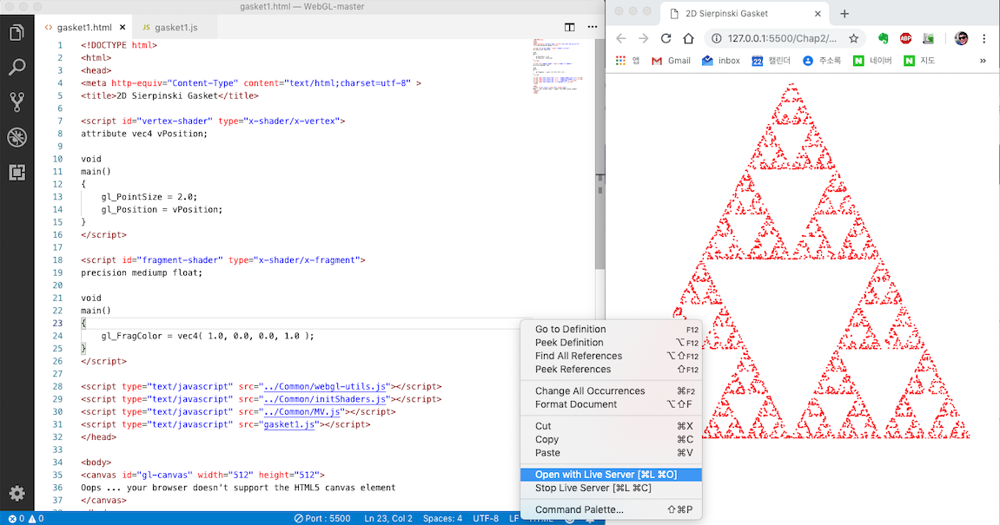 gasket1.html — WebGL-master
<> gasket1.html ×
JS gasket1.js
1 <!DOCTYPE html>
2 <html>
3 <head>
4 <meta http-equiv="Content-Type" content="text/html;charset=utf-8" >
5 <title>2D Sierpinski Gasket</title>
6
7 <script id="vertex-shader" type="x-shader/x-vertex">
8 attribute vec4 vPosition;
9
10 void
11 main()
12 {
13 gl_PointSize = 2.0;
14 gl_Position = vPosition;
15 }
16 </script>
17
18 <script id="fragment-shader" type="x-shader/x-fragment">
19 precision mediump float;
20
21 void
22 main()
23 {
24 gl_FragColor = vec4( 1.0, 0.0, 0.0, 1.0 );
25 }
26 </script>
27
28 <script type="text/javascript" src="../Common/webgl-utils.js"></script>
29 <script type="text/javascript" src="../Common/initShaders.js"></script>
30 <script type="text/javascript" src="../Common/MV.js"></script>
31 <script type="text/javascript" src="gasket1.js"></script>
32 </head>
33
34 <body>
35 <canvas id="gl-canvas" width="512" height="512">
36 Oops ... your browser doesn't support the HTML5 canvas element
37 </canvas>
0 0 Port : 5500 Ln 23, Col 2 Spaces: 4 UTF-8 LF
Go to Definition F12
Peek Definition ⌥F12
Find All References ⌥⇧F12
Peek References ⇧F12
Change All Occurrences ⌘F2
Format Document ⌥⇧F
Cut ⌘X
Copy ⌘C
Paste ⌘V
Open with Live Server [⌘L ⌘O]
Stop Live Server [⌘L ⌘C]
Command Palette... ⇧⌘P
2D Sierpinski Gasket × +
127.0.0.1:5500/Chap2/...
ABP
앱 Gmail inbox 22 캘린더 주소록 N 네이버 N 지도 »